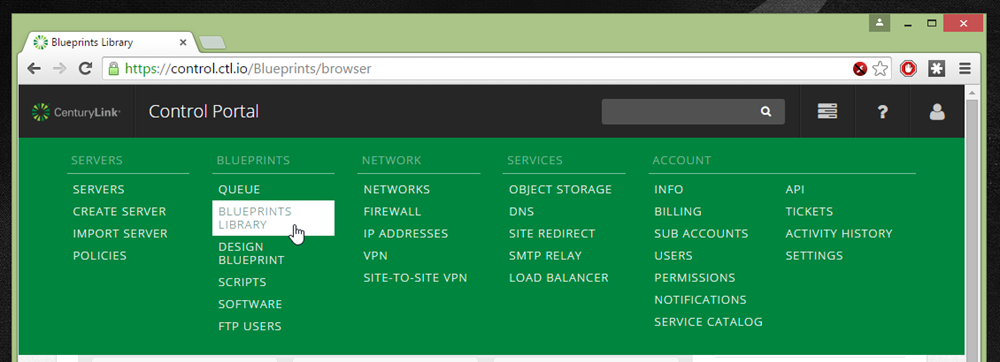 Blueprints Library
https://control.ctl.io/Blueprints/browser
CenturyLink
Control Portal
?
SERVERS
SERVERS
CREATE SERVER
IMPORT SERVER
POLICIES
BLUEPRINTS
QUEUE
BLUEPRINTS
LIBRARY
DESIGN
BLUEPRINT
SCRIPTS
SOFTWARE
FTP USERS
NETWORK
NETWORKS
FIREWALL
IP ADDRESSES
VPN
SITE-TO-SITE VPN
SERVICES
OBJECT STORAGE
DNS
SITE REDIRECT
SMTP RELAY
LOAD BALANCER
ACCOUNT
INFO
BILLING
SUB ACCOUNTS
USERS
PERMISSIONS
NOTIFICATIONS
SERVICE CATALOG
API
TICKETS
ACTIVITY HISTORY
SETTINGS